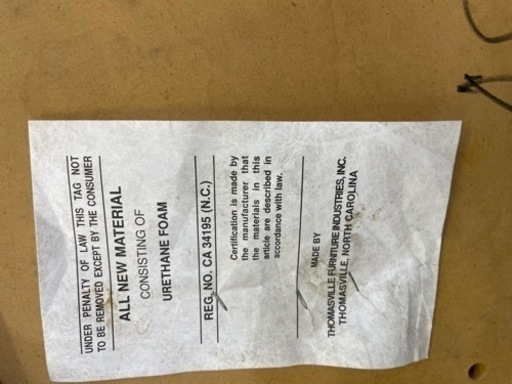 UNDER PENALTY OF LAW THIS TAG NOT
TO BE REMOVED EXCEPT BY THE CONSUMER
ALL NEW MATERIAL
CONSISTING OF
URETHANE FOAM
REG. NO. CA 34195 (N.C.)
Certification is made by
the manufacturer that
the materials in this
article are described in
accordance with law.
MADE BY
THOMASVILLE FURNITURE INDUSTRIES, INC.
THOMASVILLE, NORTH CAROLINA